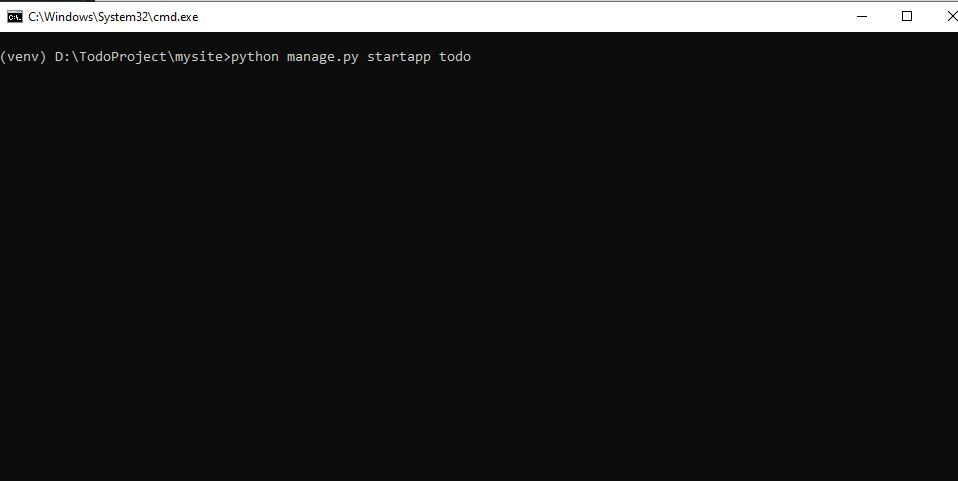 C:\Windows\System32\cmd.exe
(venv) D:\TodoProject\mysite>python manage.py startapp todo